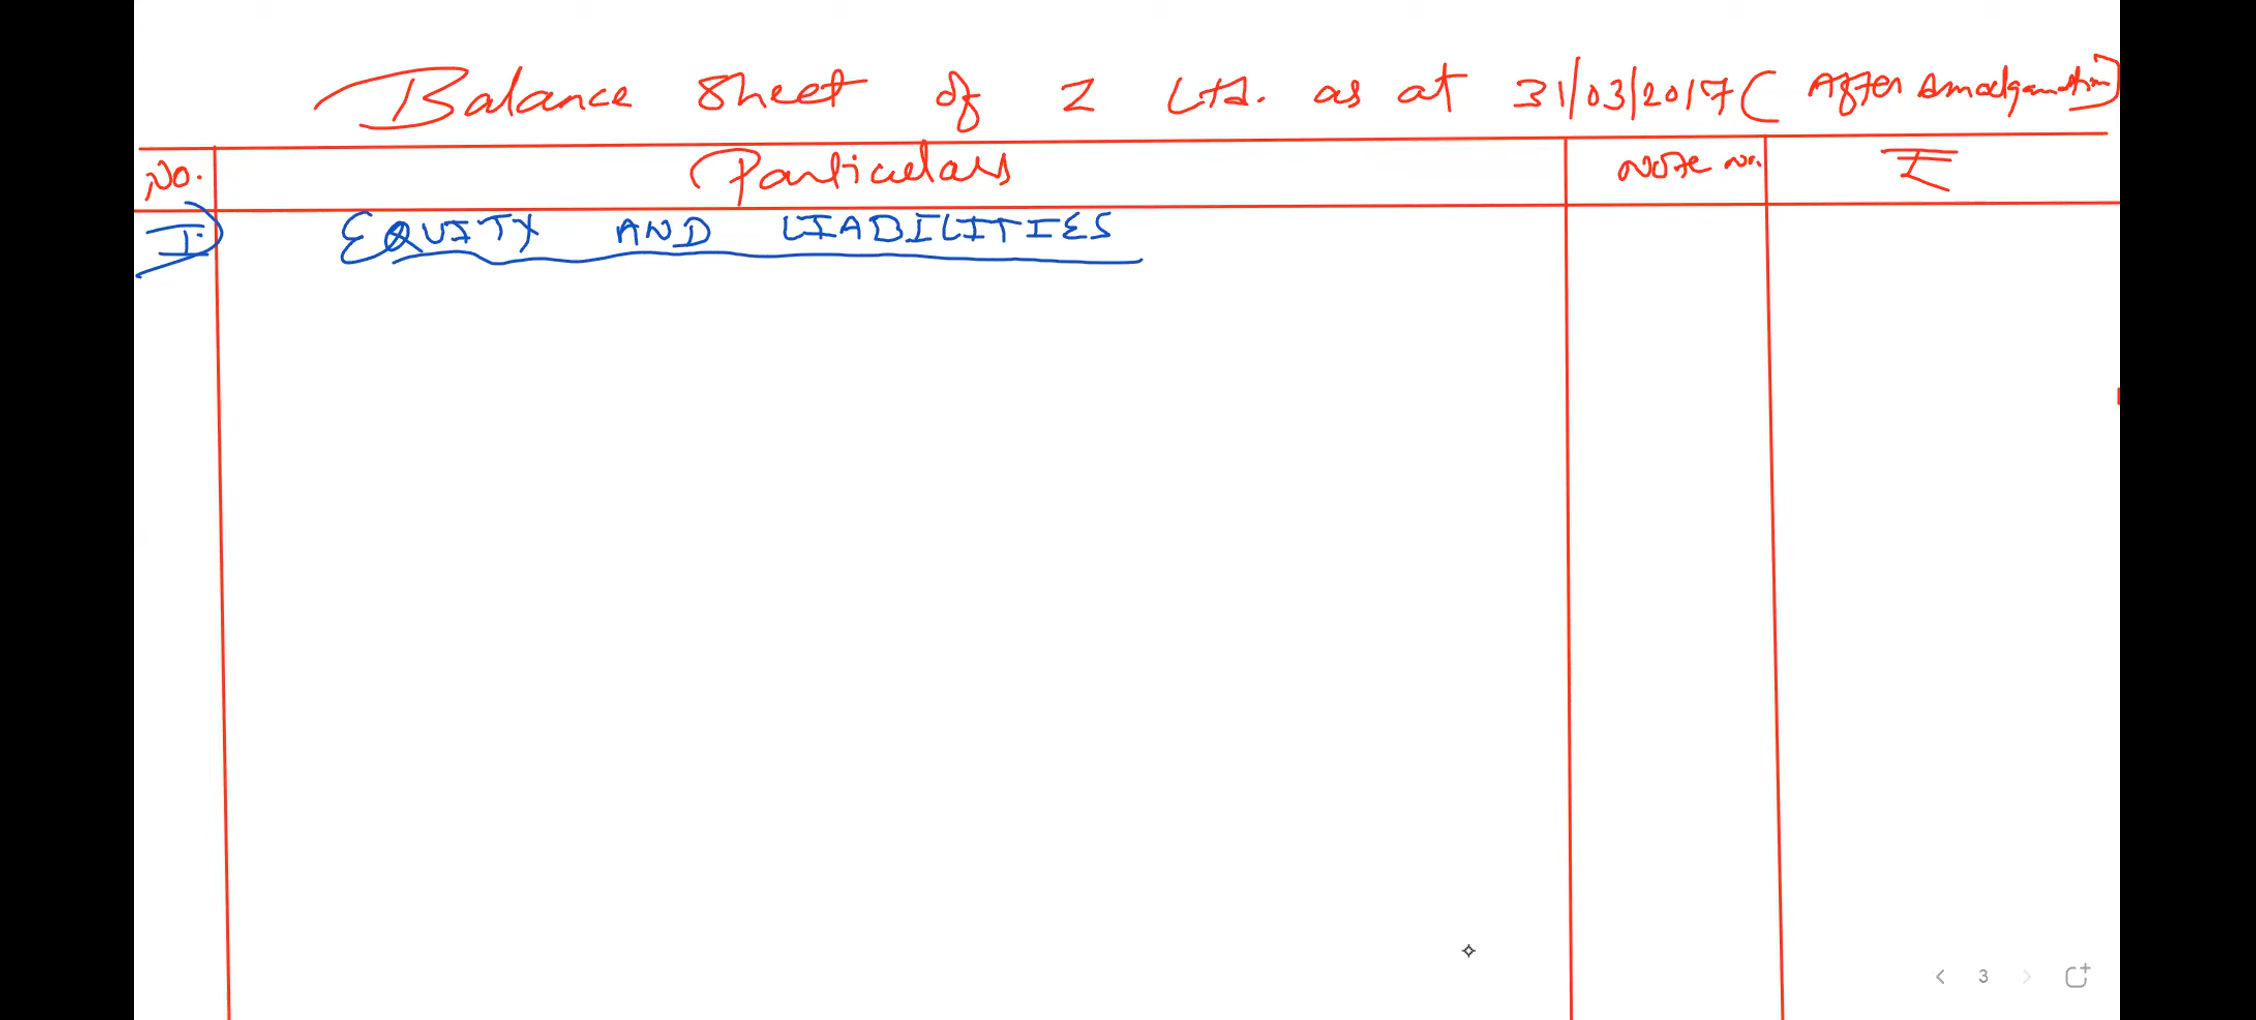 Balance Sheet of Z Ltd. as at 31/03/2017 (After Amalgamation)
No. Particulars Note No. ₹
I. EQUITY AND LIABILITIES
3